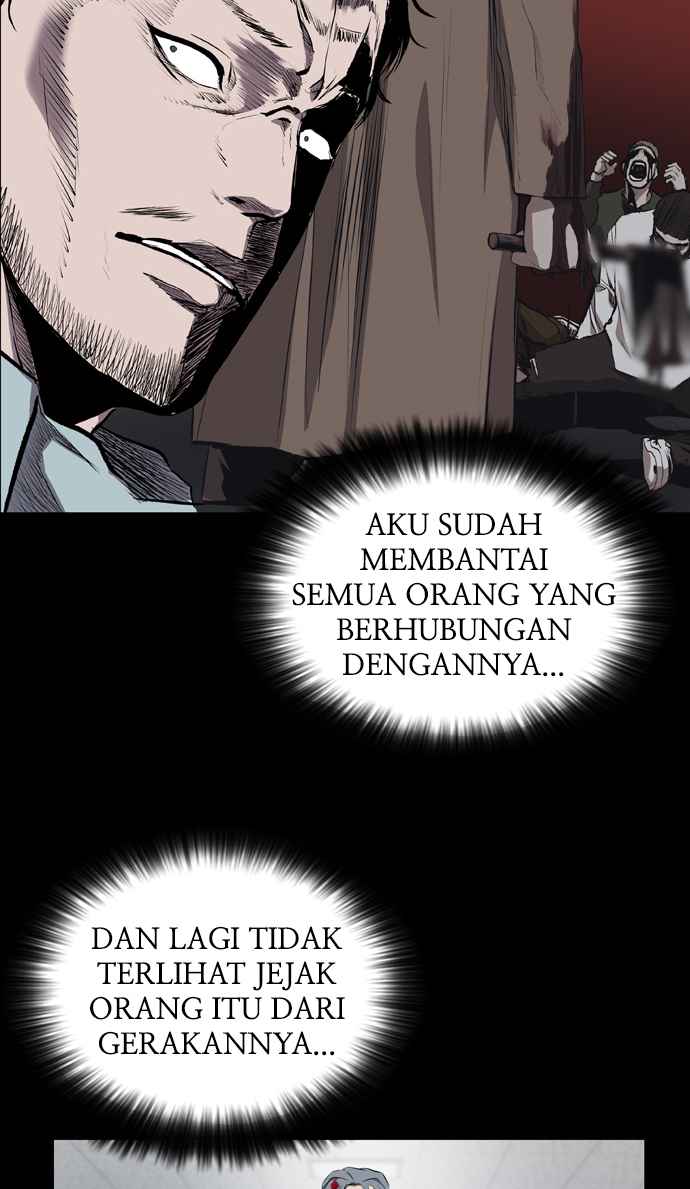 AKU SUDAH
MEMBANTAI
SEMUA ORANG YANG
BERHUBUNGAN
DENGANNYA...
DAN LAGI TIDAK
TERLIHAT JEJAK
ORANG ITU DARI
GERAKANNYA...